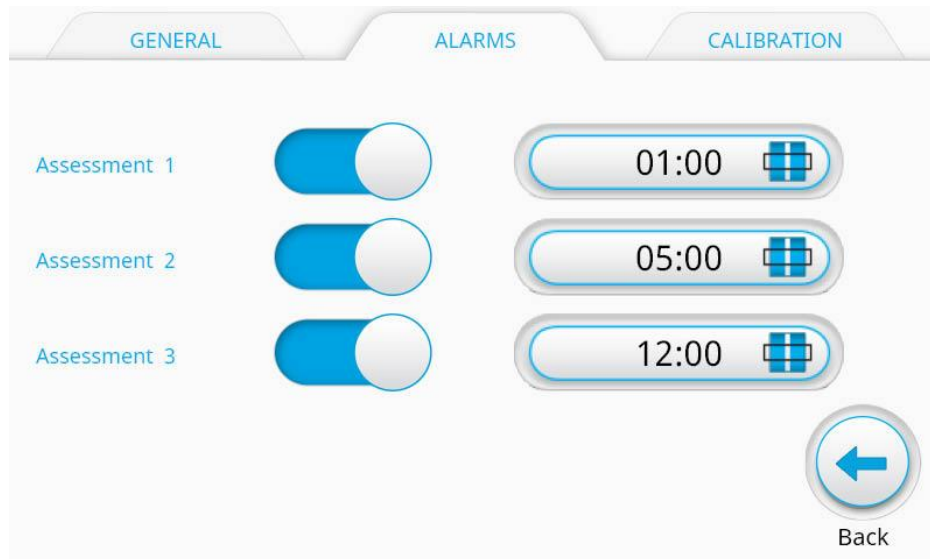 GENERAL ALARMS CALIBRATION
Assessment 1 01:00
Assessment 2 05:00
Assessment 3 12:00
Back